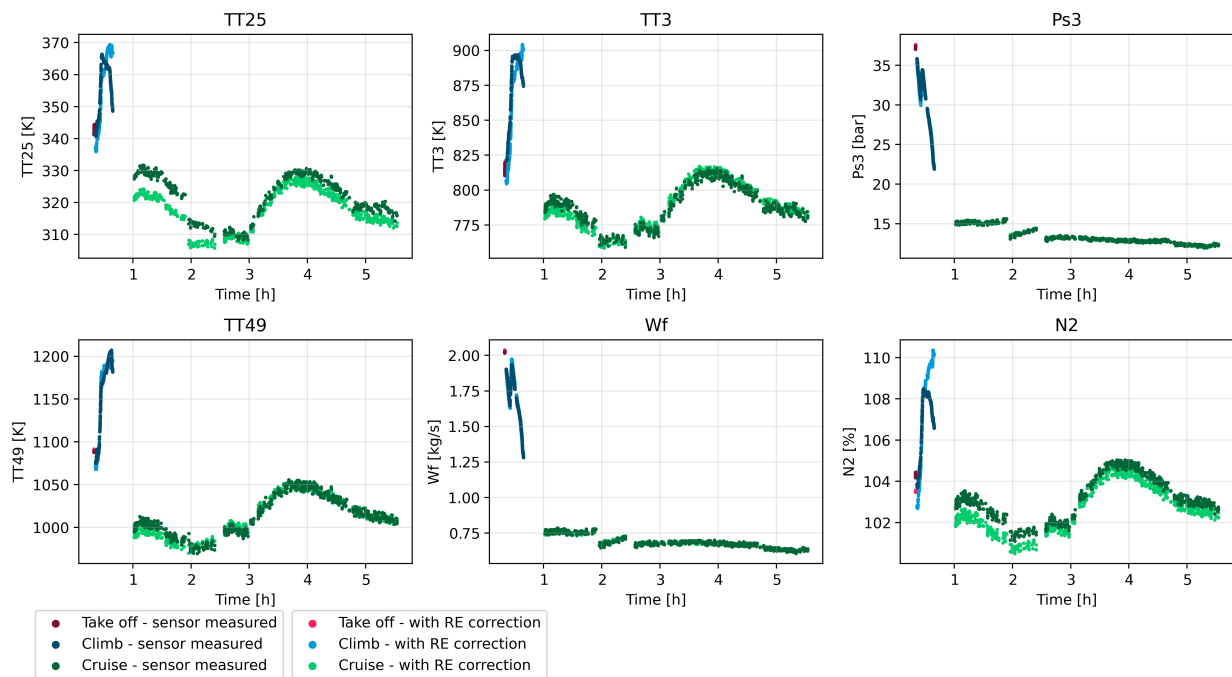 TT25
TT3
Ps3
370
360
350
340
330
320
310
TT25 [K]
1 2 3 4 5
Time [h]
900
875
850
825
800
775
TT3 [K]
1 2 3 4 5
Time [h]
35
30
25
20
15
Ps3 [bar]
1 2 3 4 5
Time [h]
TT49
Wf
N2
1200
1150
1100
1050
1000
TT49 [K]
1 2 3 4 5
Time [h]
2.00
1.75
1.50
1.25
1.00
0.75
Wf [kg/s]
1 2 3 4 5
Time [h]
110
108
106
104
102
N2 [%]
1 2 3 4 5
Time [h]
Take off - sensor measured
Climb - sensor measured
Cruise - sensor measured
Take off - with RE correction
Climb - with RE correction
Cruise - with RE correction